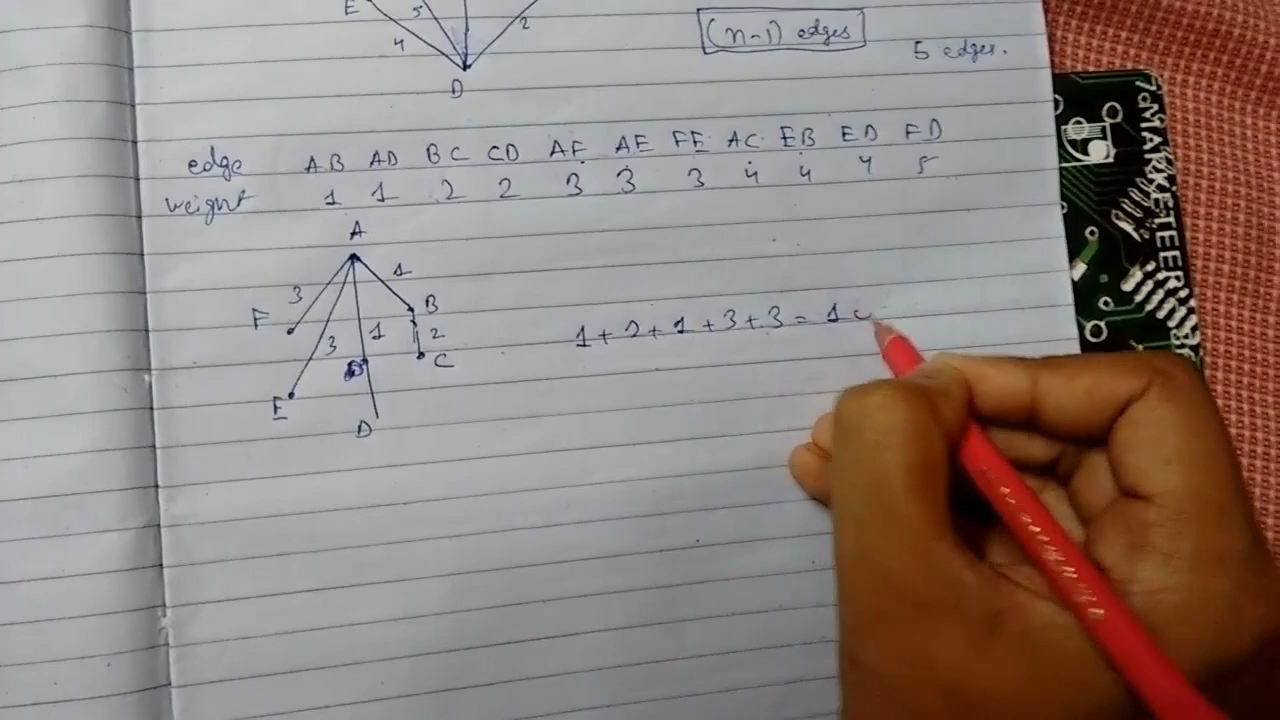 E 5 2
4
(n-1) edges
5 edges.
D
edge AB AD BC CD AF AE FE AC EB ED FD
weight 1 1 2 2 3 3 3 4 4 4 5
A
3 1
F B
3 1 2
C
E
D
1+2+1+3+3=1
MARKETEER